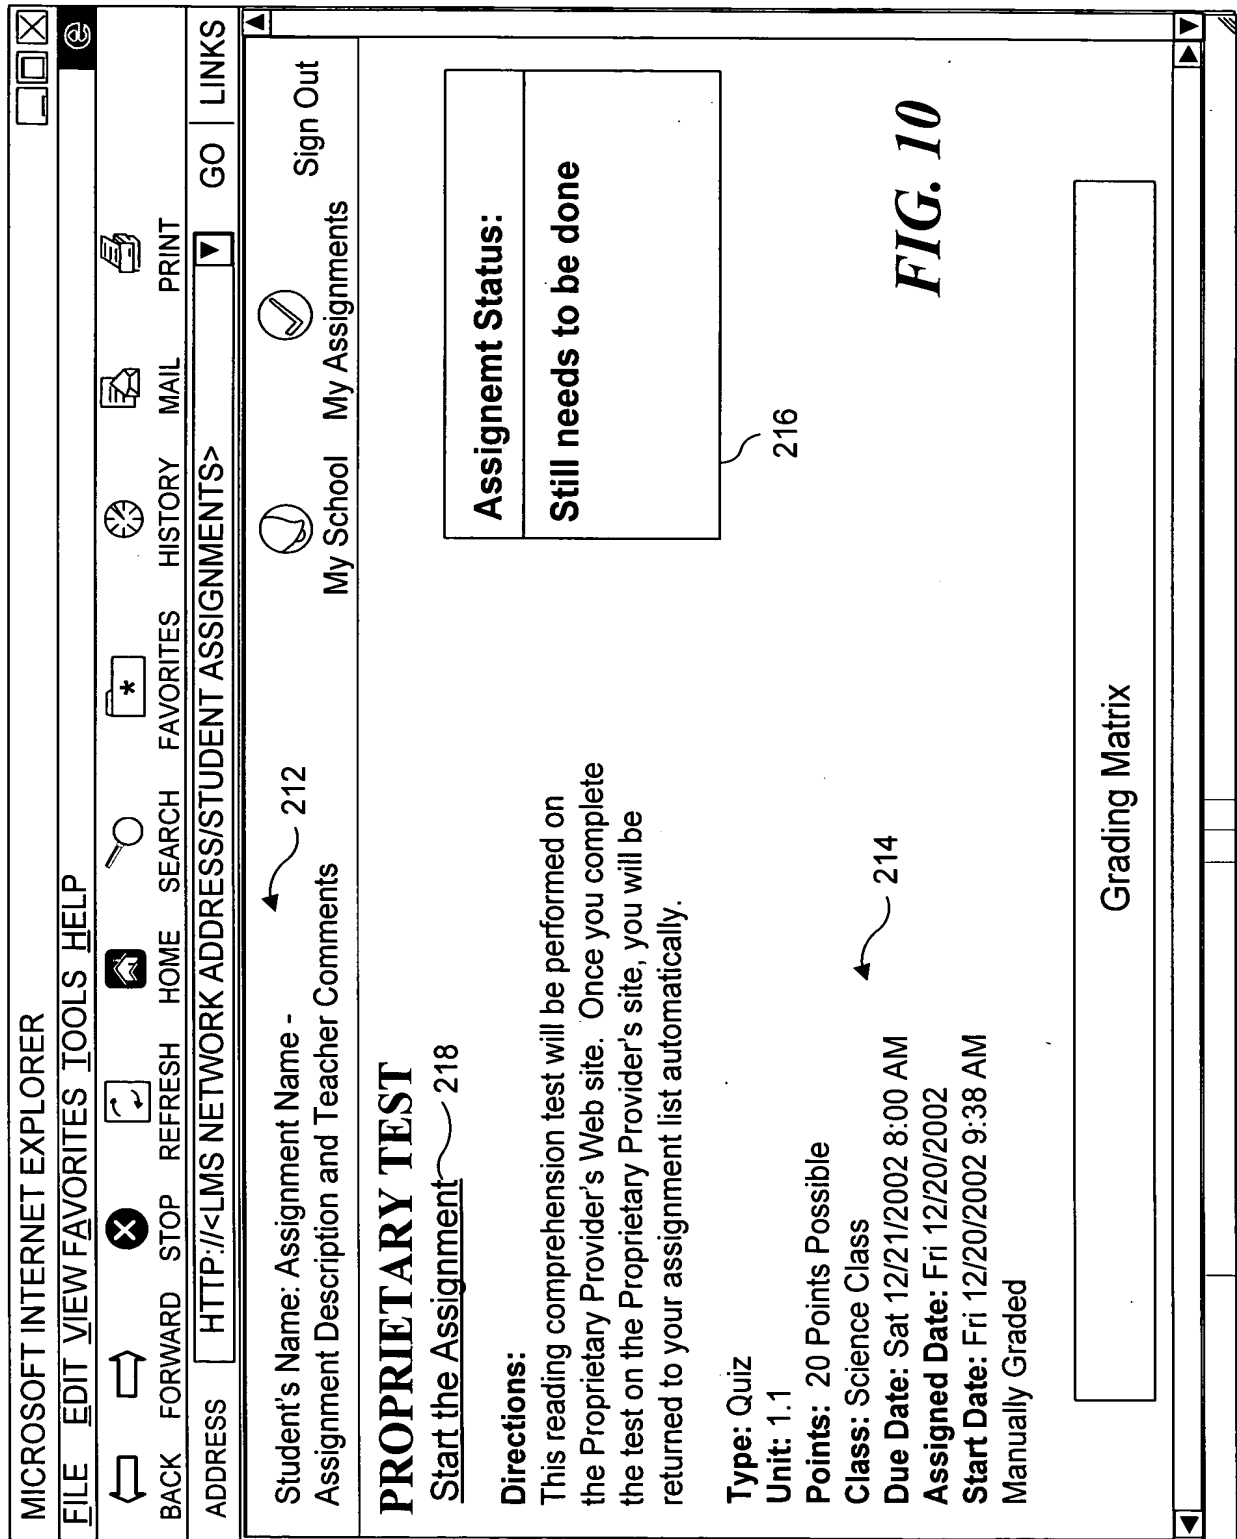 MICROSOFT INTERNET EXPLORER
FILE EDIT VIEW FAVORITES TOOLS HELP
BACK FORWARD STOP REFRESH HOME SEARCH FAVORITES HISTORY MAIL PRINT
ADDRESS HTTP://<LMS NETWORK ADDRESS/STUDENT ASSIGNMENTS> GO LINKS
Student's Name: Assignment Name -
Assignment Description and Teacher Comments
212
My School My Assignments Sign Out
PROPRIETARY TEST
Start the Assignment 218
Directions:
This reading comprehension test will be performed on
the Proprietary Provider's Web site. Once you complete
the test on the Proprietary Provider's site, you will be
returned to your assignment list automatically.
Assignemt Status:
Still needs to be done
216
Type: Quiz
Unit: 1.1
Points: 20 Points Possible
Class: Science Class
214
Due Date: Sat 12/21/2002 8:00 AM
Assigned Date: Fri 12/20/2002
Start Date: Fri 12/20/2002 9:38 AM
Manually Graded
FIG. 10
Grading Matrix